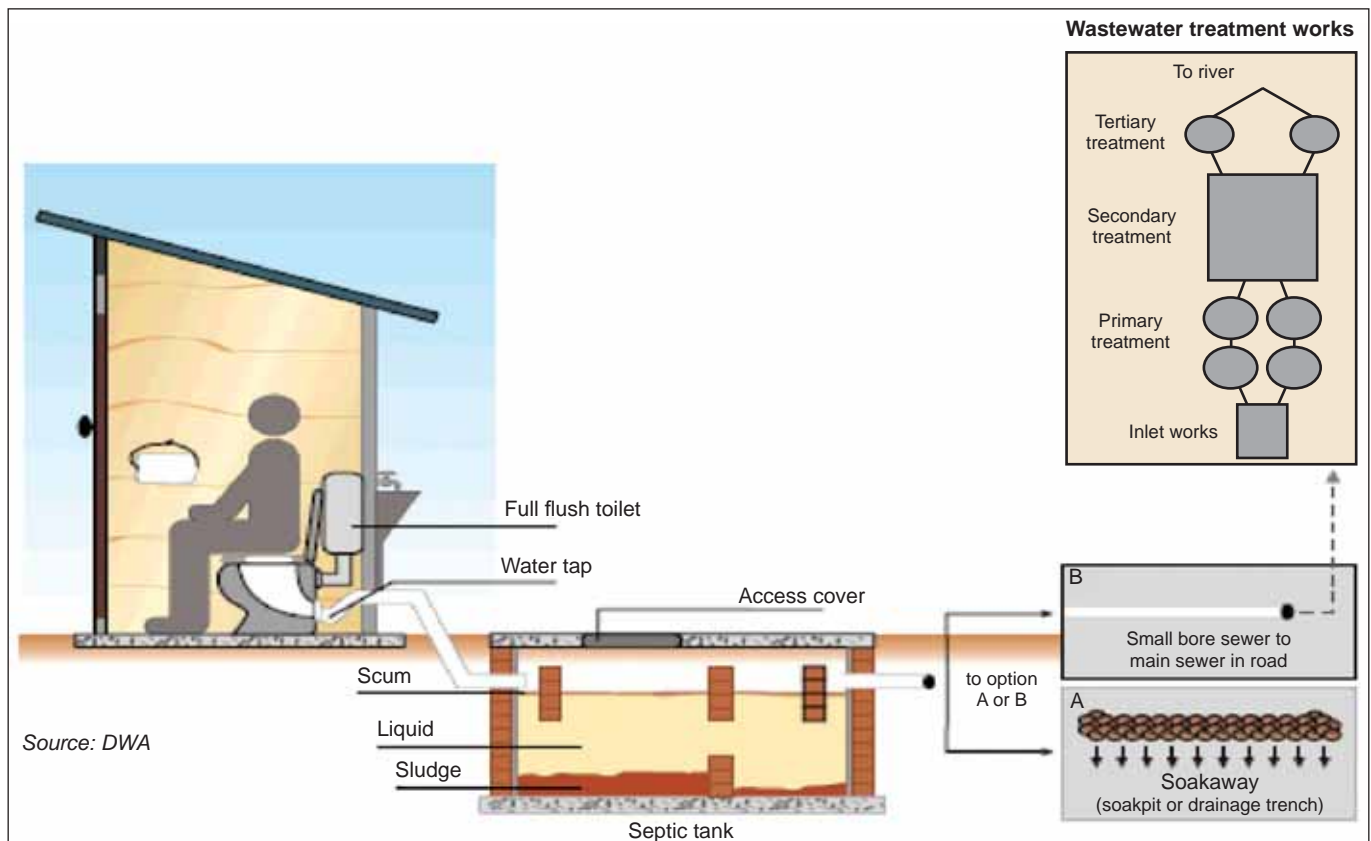 Wastewater treatment works
To river
Tertiary
treatment
Secondary
treatment
Primary
treatment
Inlet works
Full flush toilet
Water tap
Access cover
Scum
Liquid
Sludge
Septic tank
Source: DWA
to option
A or B
B
Small bore sewer to
main sewer in road
A
Soakaway
(soakpit or drainage trench)